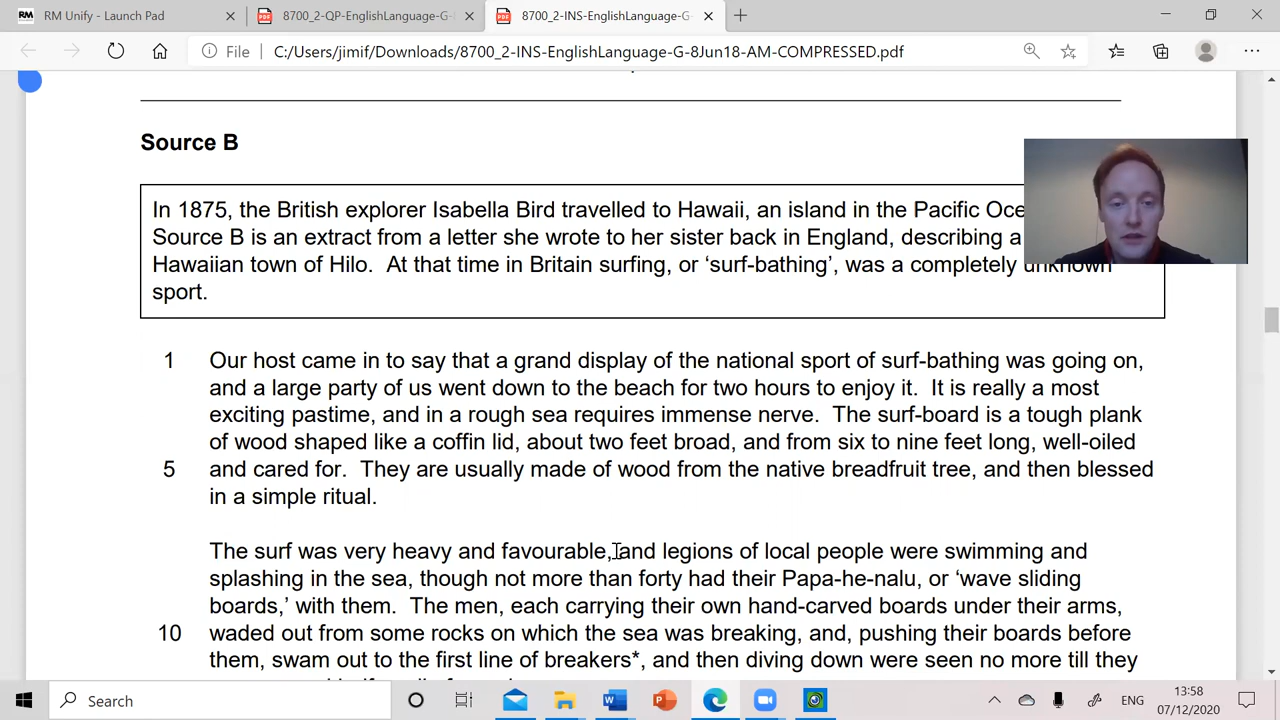 RM Unify - Launch Pad
8700_2-QP-EnglishLanguage-G-
8700_2-INS-EnglishLanguage-G-
File
C:/Users/jimif/Downloads/8700_2-INS-EnglishLanguage-G-8Jun18-AM-COMPRESSED.pdf
Source B
In 1875, the British explorer Isabella Bird travelled to Hawaii, an island in the Pacific Oce
Source B is an extract from a letter she wrote to her sister back in England, describing a
Hawaiian town of Hilo. At that time in Britain surfing, or ‘surf-bathing’, was a completely unknown
sport.
1 Our host came in to say that a grand display of the national sport of surf-bathing was going on,
and a large party of us went down to the beach for two hours to enjoy it. It is really a most
exciting pastime, and in a rough sea requires immense nerve. The surf-board is a tough plank
of wood shaped like a coffin lid, about two feet broad, and from six to nine feet long, well-oiled
5 and cared for. They are usually made of wood from the native breadfruit tree, and then blessed
in a simple ritual.
The surf was very heavy and favourable, and legions of local people were swimming and
splashing in the sea, though not more than forty had their Papa-he-nalu, or ‘wave sliding
boards,’ with them. The men, each carrying their own hand-carved boards under their arms,
10 waded out from some rocks on which the sea was breaking, and, pushing their boards before
them, swam out to the first line of breakers*, and then diving down were seen no more till they
Search
ENG
13:58
07/12/2020